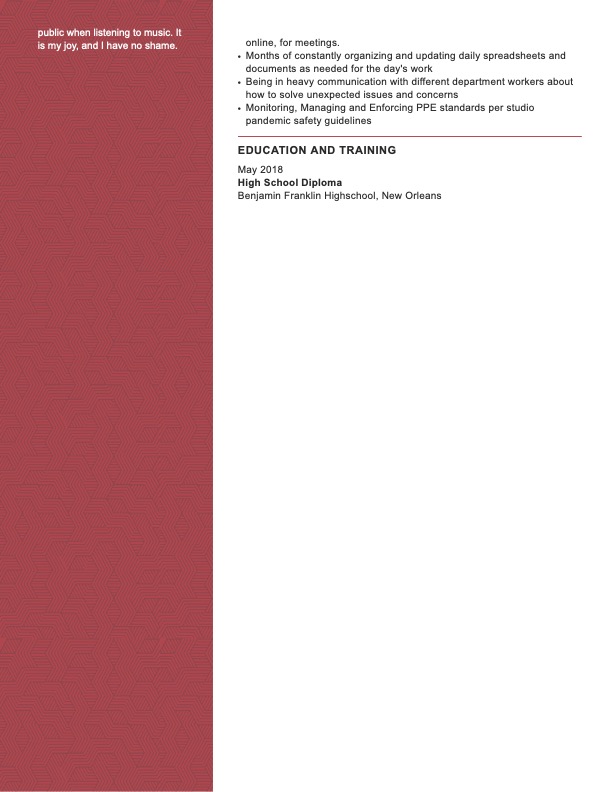 public when listening to music. It
is my joy, and I have no shame.
online, for meetings.
• Months of constantly organizing and updating daily spreadsheets and
documents as needed for the day's work
• Being in heavy communication with different department workers about
how to solve unexpected issues and concerns
• Monitoring, Managing and Enforcing PPE standards per studio
pandemic safety guidelines
EDUCATION AND TRAINING
May 2018
High School Diploma
Benjamin Franklin Highschool, New Orleans